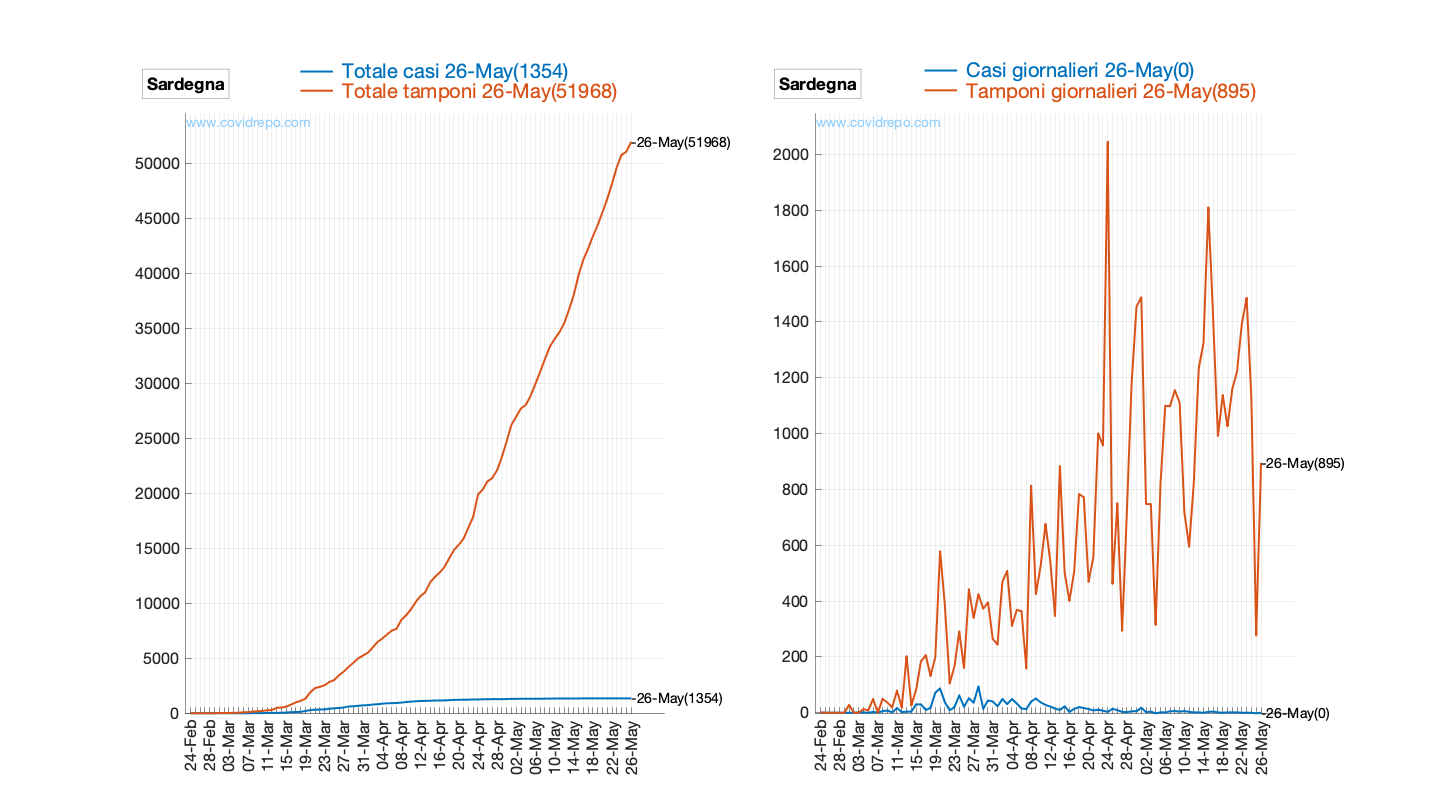 Sardegna
Totale casi 26-May(1354)
Totale tamponi 26-May(51968)
www.covidrepo.com
26-May(51968)
50000
45000
40000
35000
30000
25000
20000
15000
10000
5000
0
26-May(1354)
24-Feb
28-Feb
03-Mar
07-Mar
11-Mar
15-Mar
19-Mar
23-Mar
27-Mar
31-Mar
04-Apr
08-Apr
12-Apr
16-Apr
20-Apr
24-Apr
28-Apr
02-May
06-May
10-May
14-May
18-May
22-May
26-May
Sardegna
Casi giornalieri 26-May(0)
Tamponi giornalieri 26-May(895)
www.covidrepo.com
2000
1800
1600
1400
1200
1000
800
600
400
200
0
26-May(895)
26-May(0)
24-Feb
28-Feb
03-Mar
07-Mar
11-Mar
15-Mar
19-Mar
23-Mar
27-Mar
31-Mar
04-Apr
08-Apr
12-Apr
16-Apr
20-Apr
24-Apr
28-Apr
02-May
06-May
10-May
14-May
18-May
22-May
26-May